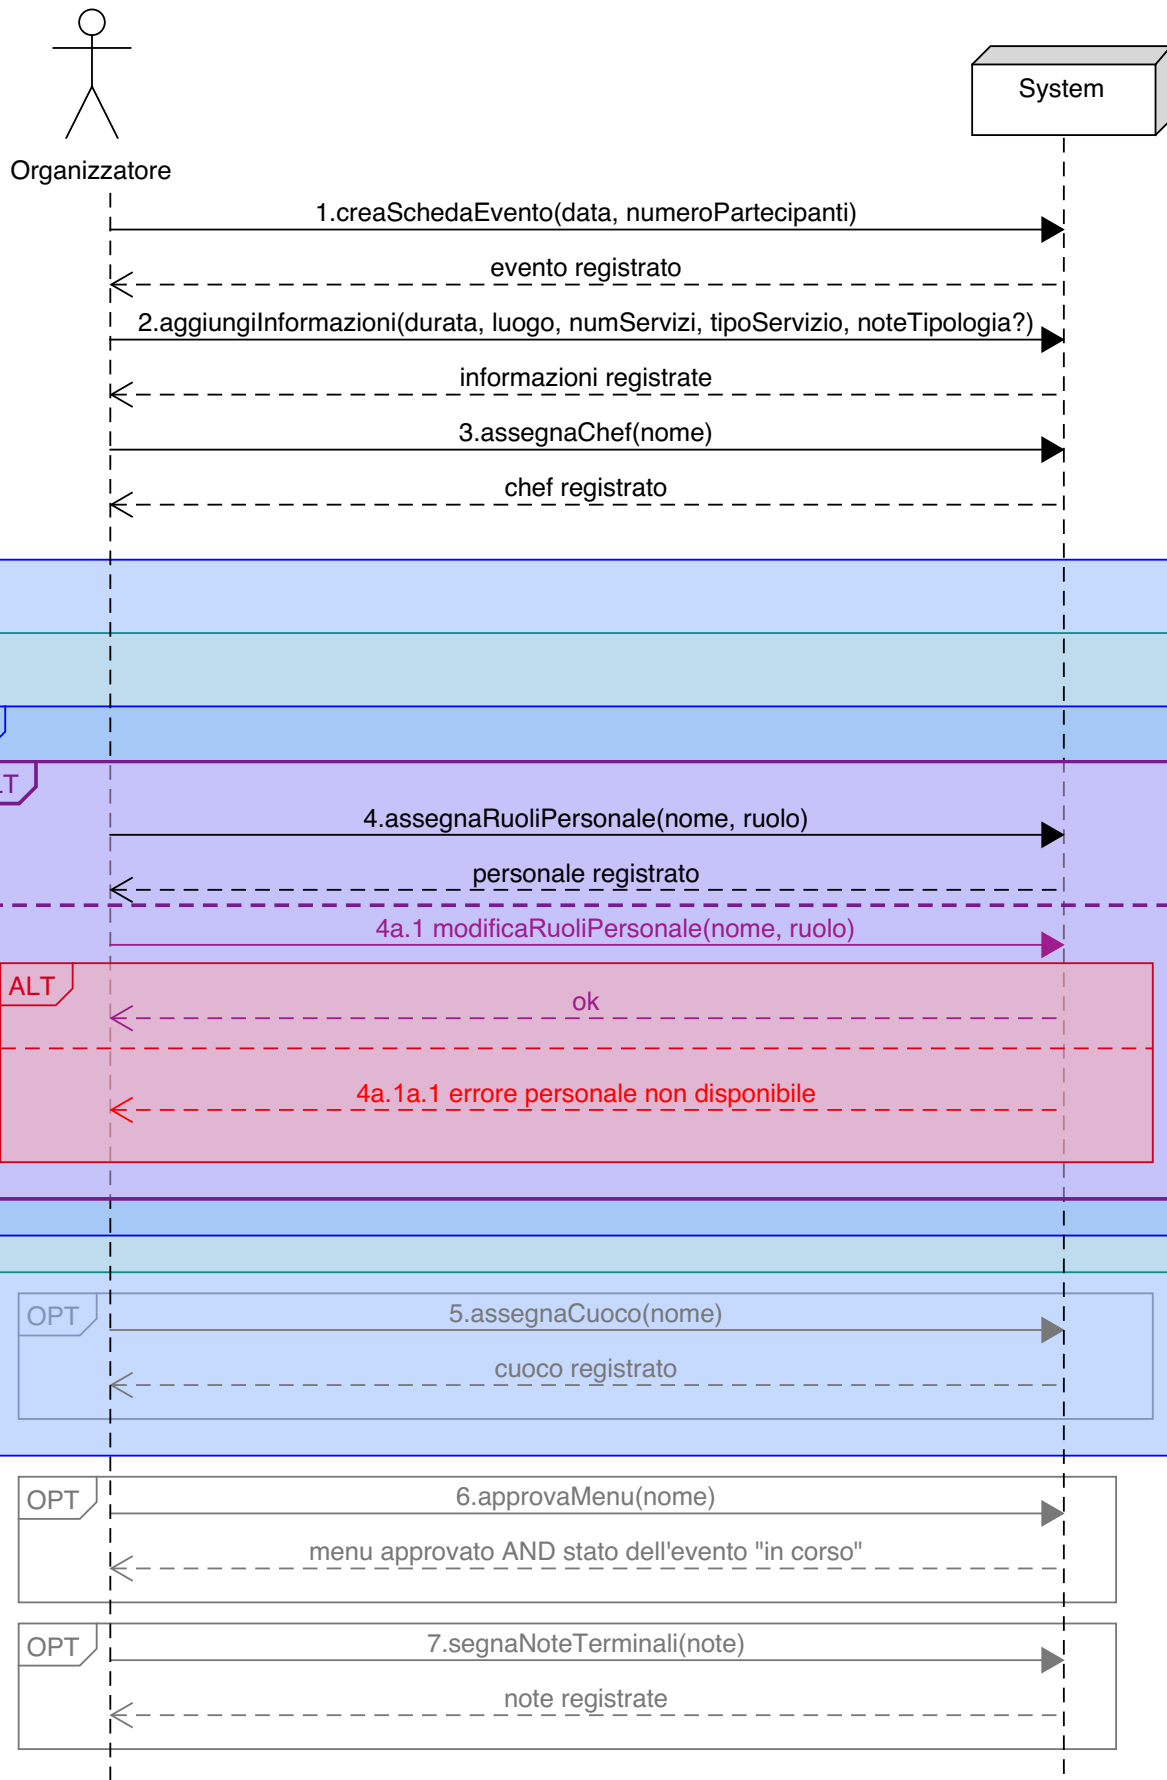 System
Organizzatore
1.creaSchedaEvento(data, numeroPartecipanti)
evento registrato
2.aggiungiInformazioni(durata, luogo, numServizi, tipoServizio, noteTipologia?)
informazioni registrate
3.assegnaChef(nome)
chef registrato
LT
4.assegnaRuoliPersonale(nome, ruolo)
personale registrato
4a.1 modificaRuoliPersonale(nome, ruolo)
ALT
ok
4a.1a.1 errore personale non disponibile
OPT
5.assegnaCuoco(nome)
cuoco registrato
OPT
6.approvaMenu(nome)
menu approvato AND stato dell'evento "in corso"
OPT
7.segnaNoteTerminali(note)
note registrate